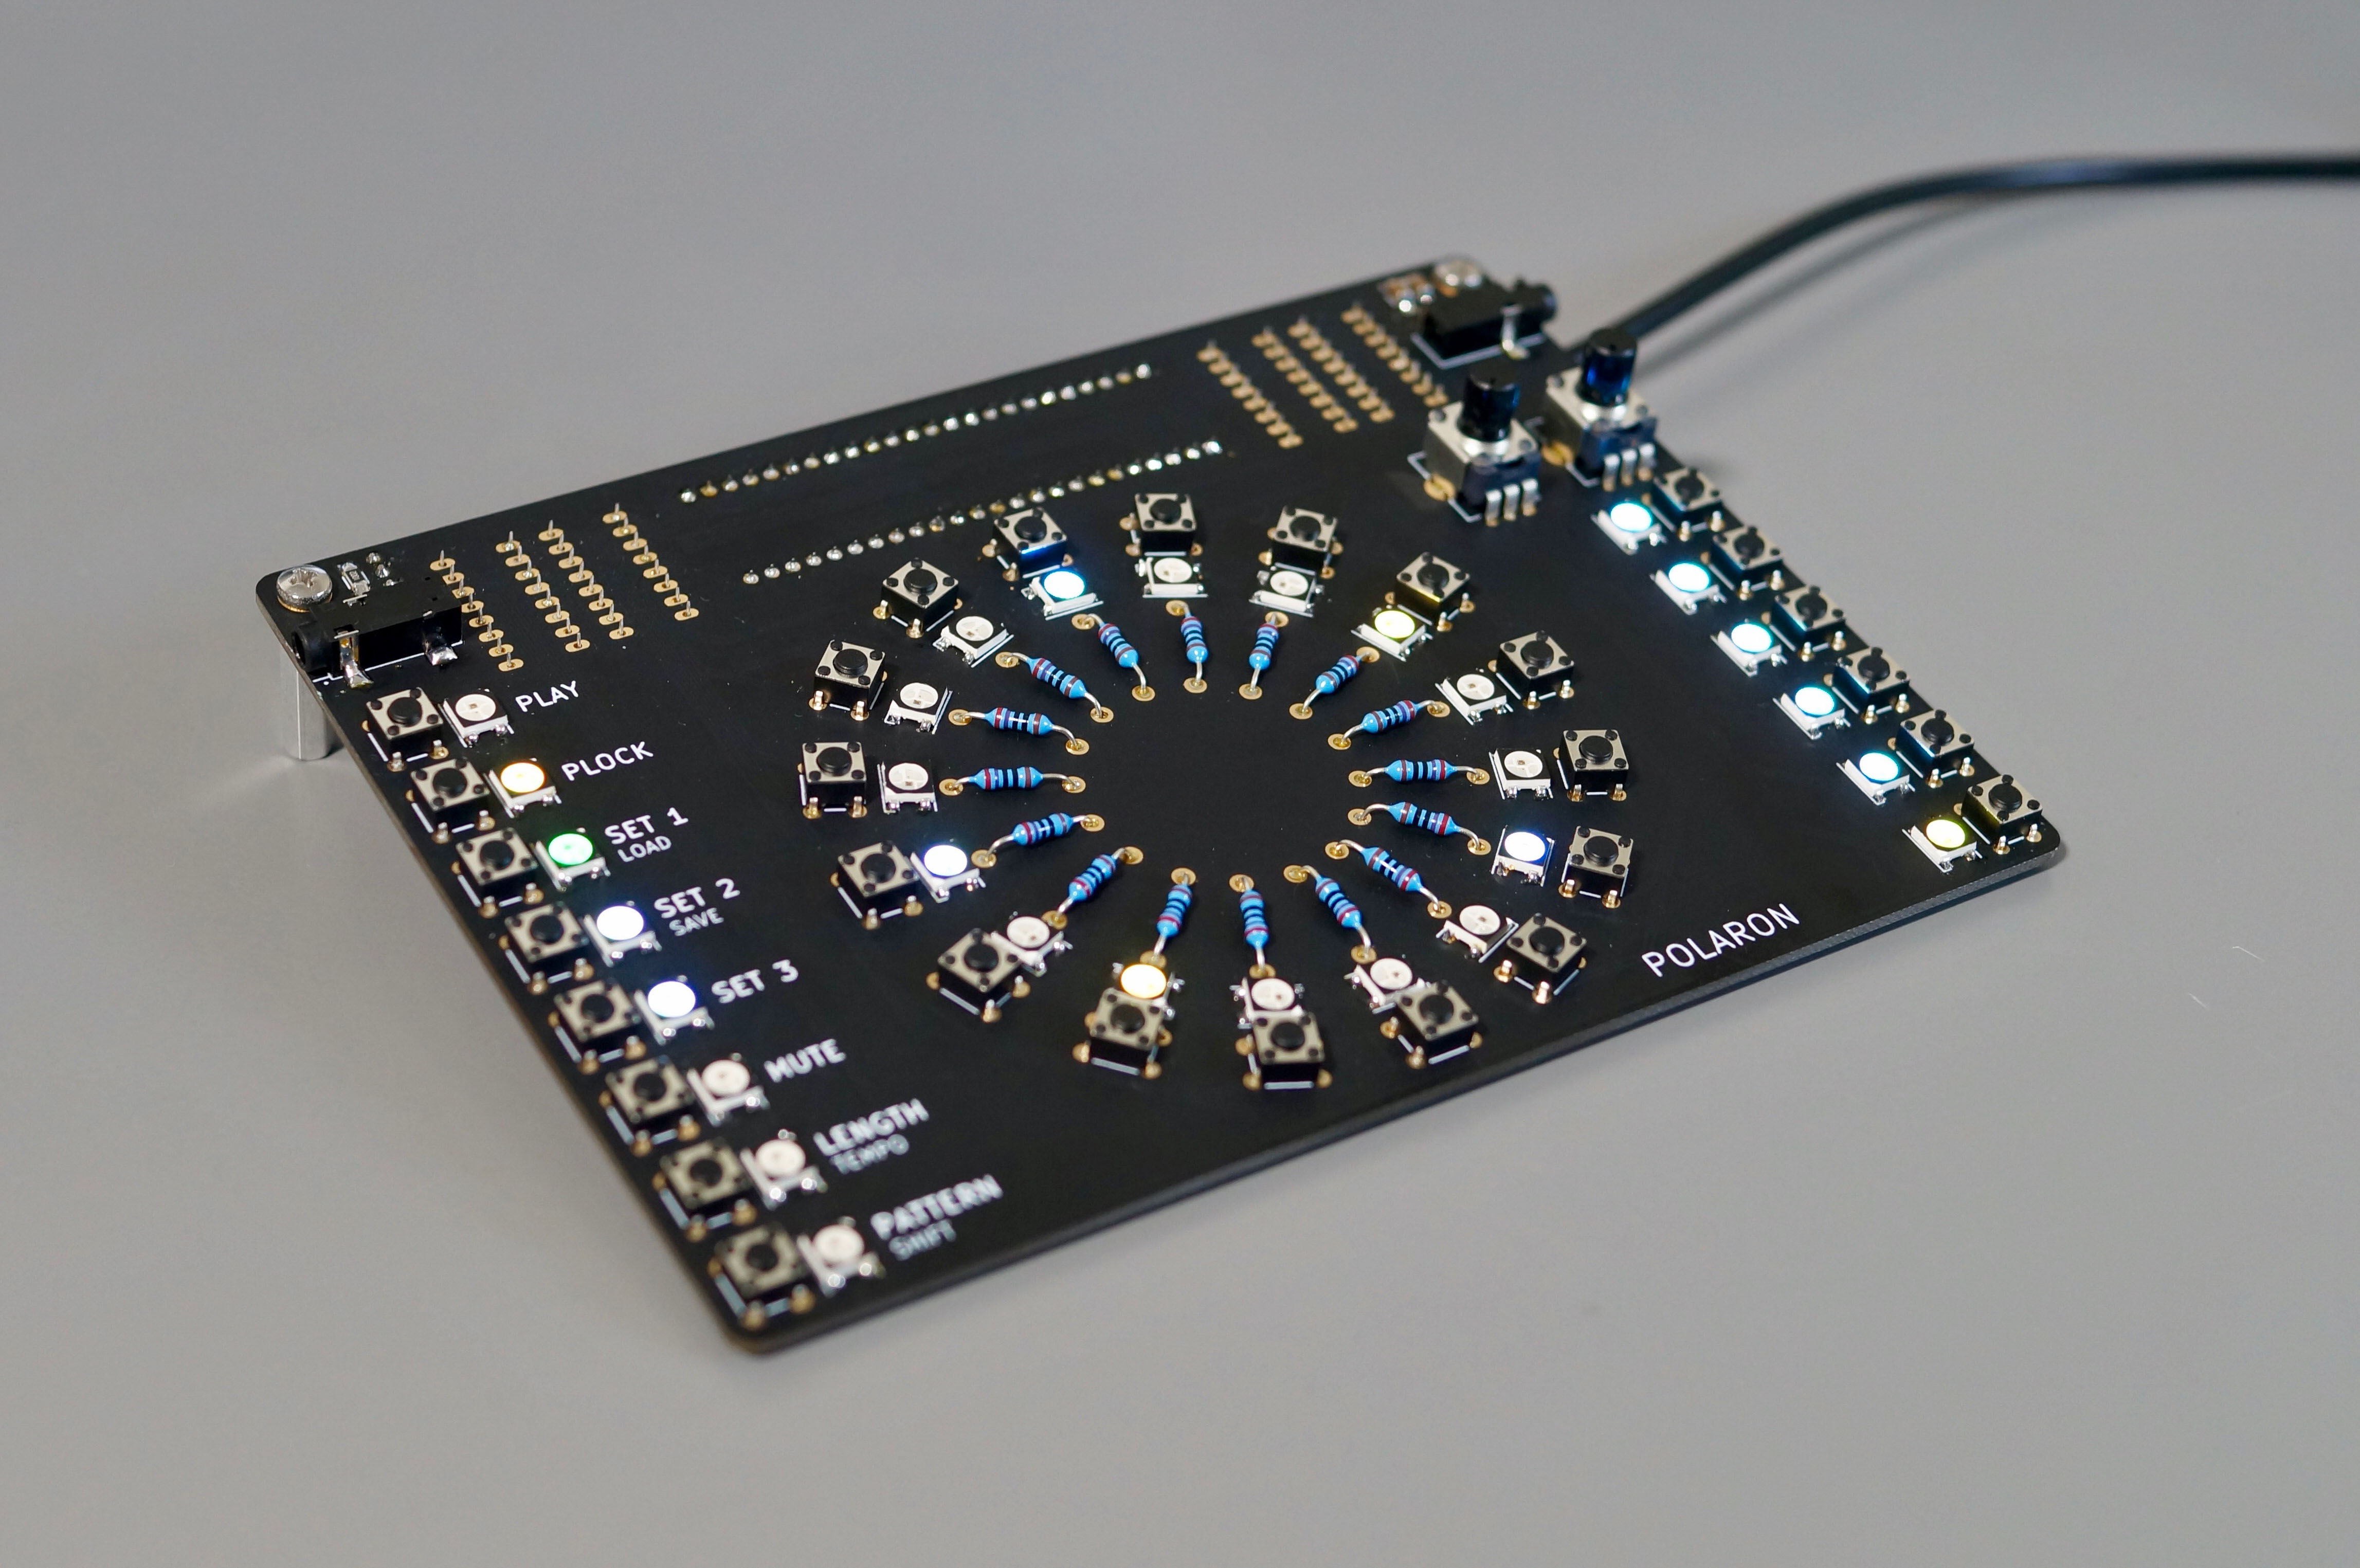 PLAY
PLOCK
SET 1
LOAD
SET 2
SAVE
SET 3
MUTE
LENGTH
TEMPO
PATTERN
SHIFT
POLARON